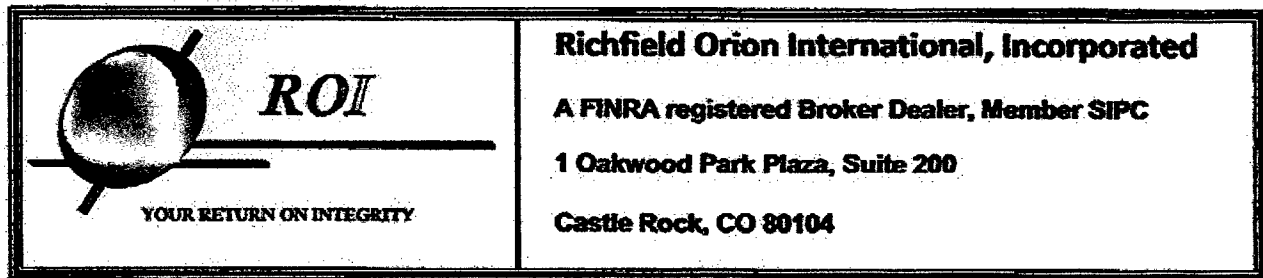 ROI
YOUR RETURN ON INTEGRITY
Richfield Orion International, Incorporated
A FINRA registered Broker Dealer, Member SIPC
1 Oakwood Park Plaza, Suite 200
Castle Rock, CO 80104